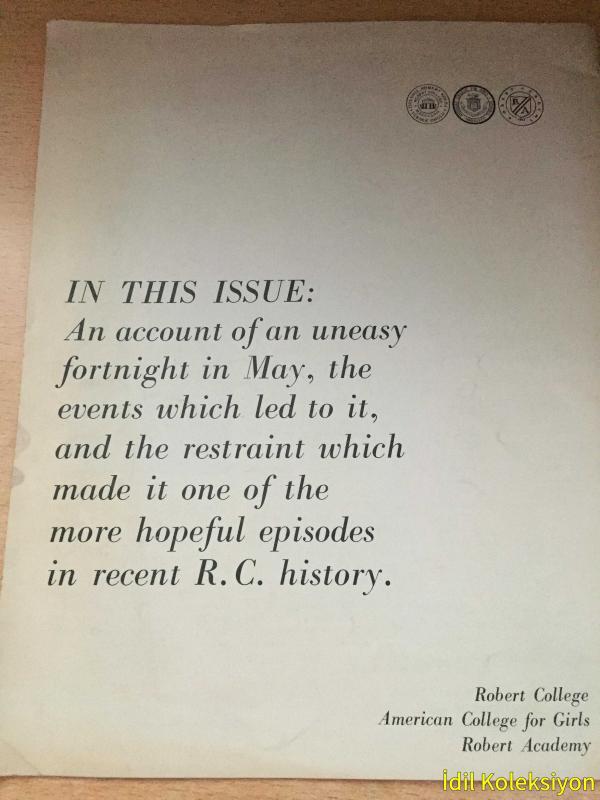 IN THIS ISSUE:
An account of an uneasy
fortnight in May, the
events which led to it,
and the restraint which
made it one of the
more hopeful episodes
in recent R.C. history.
Robert College
American College for Girls
Robert Academy
İdil Koleksiyon